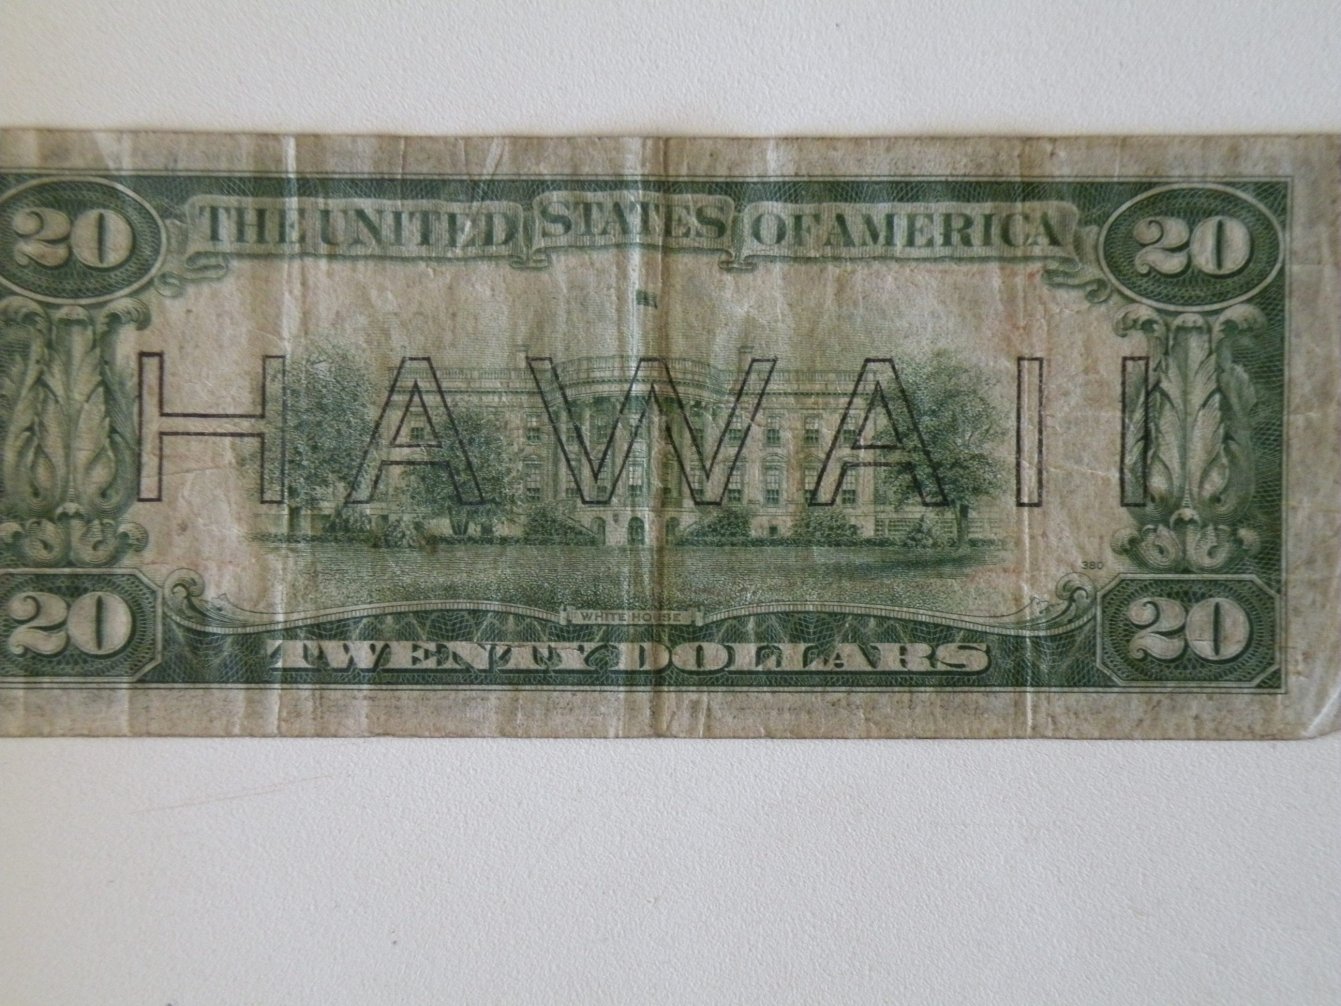 20 THE UNITED STATES OF AMERICA 20
HAWAII
380
WHITE HOUSE
20 TWENTY DOLLARS 20